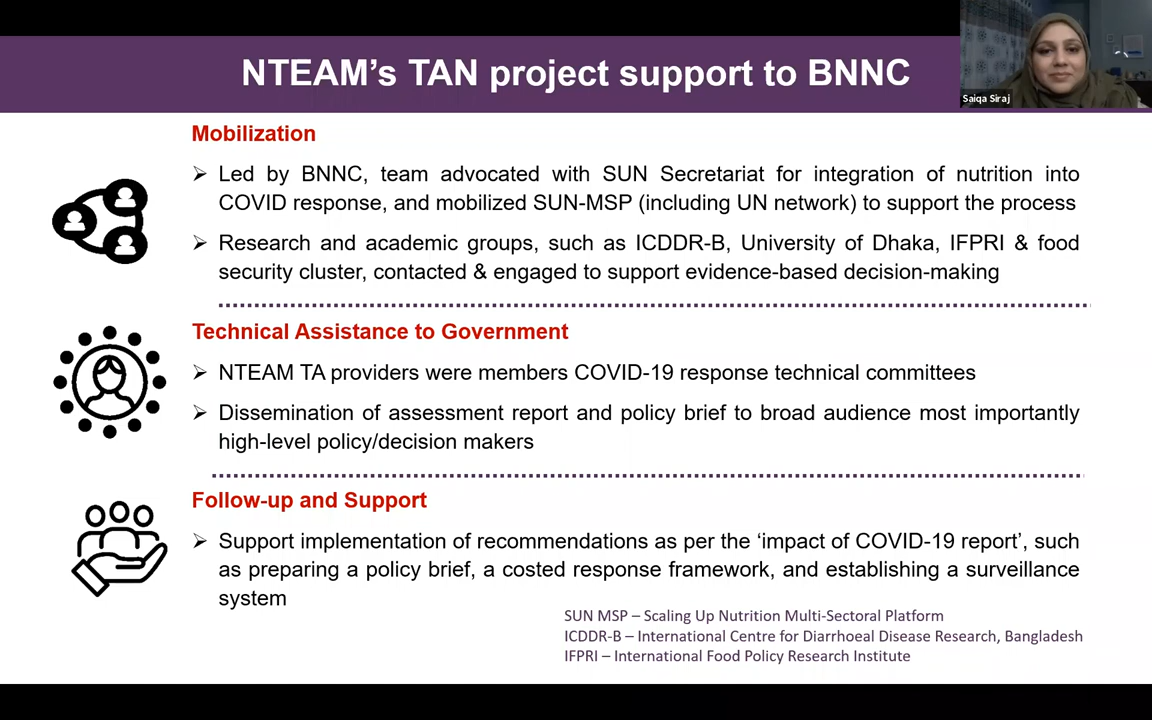 NTEAM’s TAN project support to BNNC
Saiqa Siraj
Mobilization
➢ Led by BNNC, team advocated with SUN Secretariat for integration of nutrition into
COVID response, and mobilized SUN-MSP (including UN network) to support the process
➢ Research and academic groups, such as ICDDR-B, University of Dhaka, IFPRI & food
security cluster, contacted & engaged to support evidence-based decision-making
Technical Assistance to Government
➢ NTEAM TA providers were members COVID-19 response technical committees
➢ Dissemination of assessment report and policy brief to broad audience most importantly
high-level policy/decision makers
Follow-up and Support
➢ Support implementation of recommendations as per the ‘impact of COVID-19 report’, such
as preparing a policy brief, a costed response framework, and establishing a surveillance
system
SUN MSP – Scaling Up Nutrition Multi-Sectoral Platform
ICDDR-B – International Centre for Diarrhoeal Disease Research, Bangladesh
IFPRI – International Food Policy Research Institute